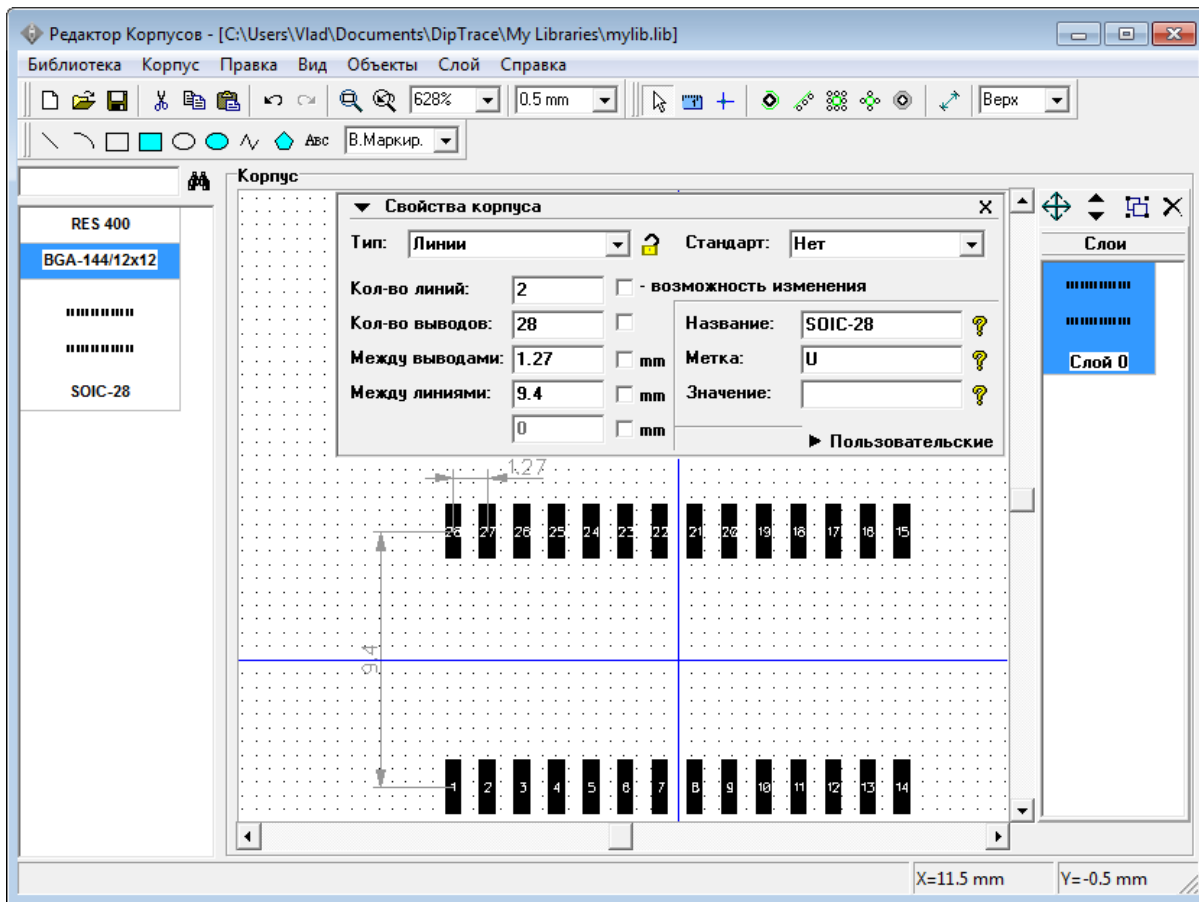 Редактор Корпусов - [C:\Users\Vlad\Documents\DipTrace\My Libraries\mylib.lib]
Библиотека Корпус Правка Вид Объекты Слой Справка
628% 0.5 mm Верх
Abc В.Маркир.
Корпус
RES 400
BGA-144/12x12
SOIC-28
Свойства корпуса X
Тип: Линии Стандарт: Нет
Кол-во линий: 2 - возможность изменения
Кол-во выводов: 28 Название: SOIC-28
Между выводами: 1.27 mm Метка: U
Между линиями: 9.4 mm Значение:
0 mm
Пользовательские
Слои
Слой 0
1.27
28 27 26 25 24 23 22 21 20 19 18 17 16 15
9.4
1 2 3 4 5 6 7 8 9 10 11 12 13 14
X=11.5 mm Y=-0.5 mm